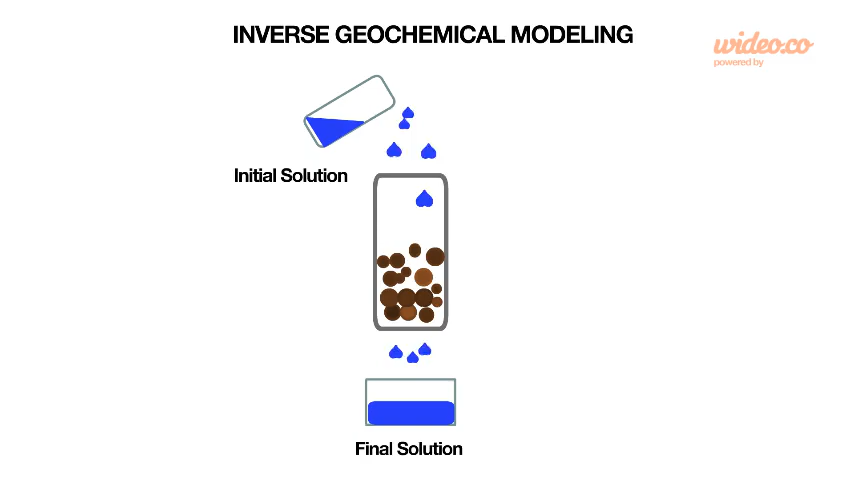 INVERSE GEOCHEMICAL MODELING
wideo.co
powered by
Initial Solution
Final Solution